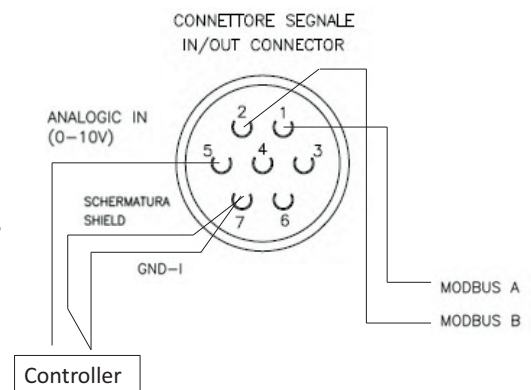 CONNETTORE SEGNALE
IN/OUT CONNECTOR
ANALOGIC IN
(0-10V)
2
1
5
4
3
SCHERMATURA
SHIELD
7
6
GND-I
MODBUS A
MODBUS B
Controller